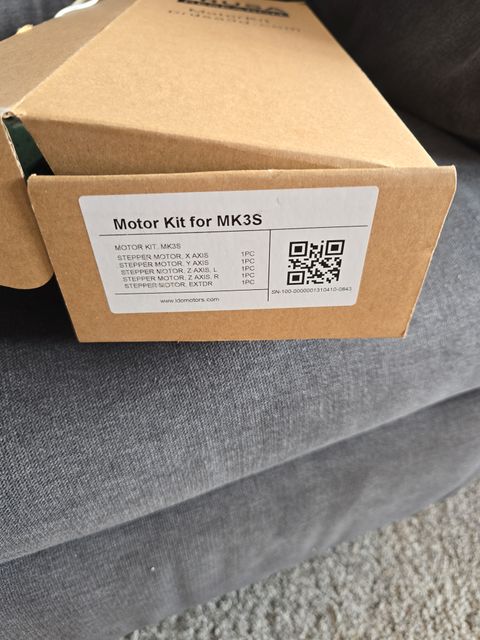 Motor Kit for MK3S
MOTOR KIT, MK3S
STEPPER MOTOR, X AXIS 1PC
STEPPER MOTOR, Y AXIS 1PC
STEPPER MOTOR, Z-AXIS, L 1PC
STEPPER MOTOR, Z AXIS, R 1PC
STEPPER MOTOR, EXTDR 1PC
www.ldomotors.com
SN-100-0000001310410-0843